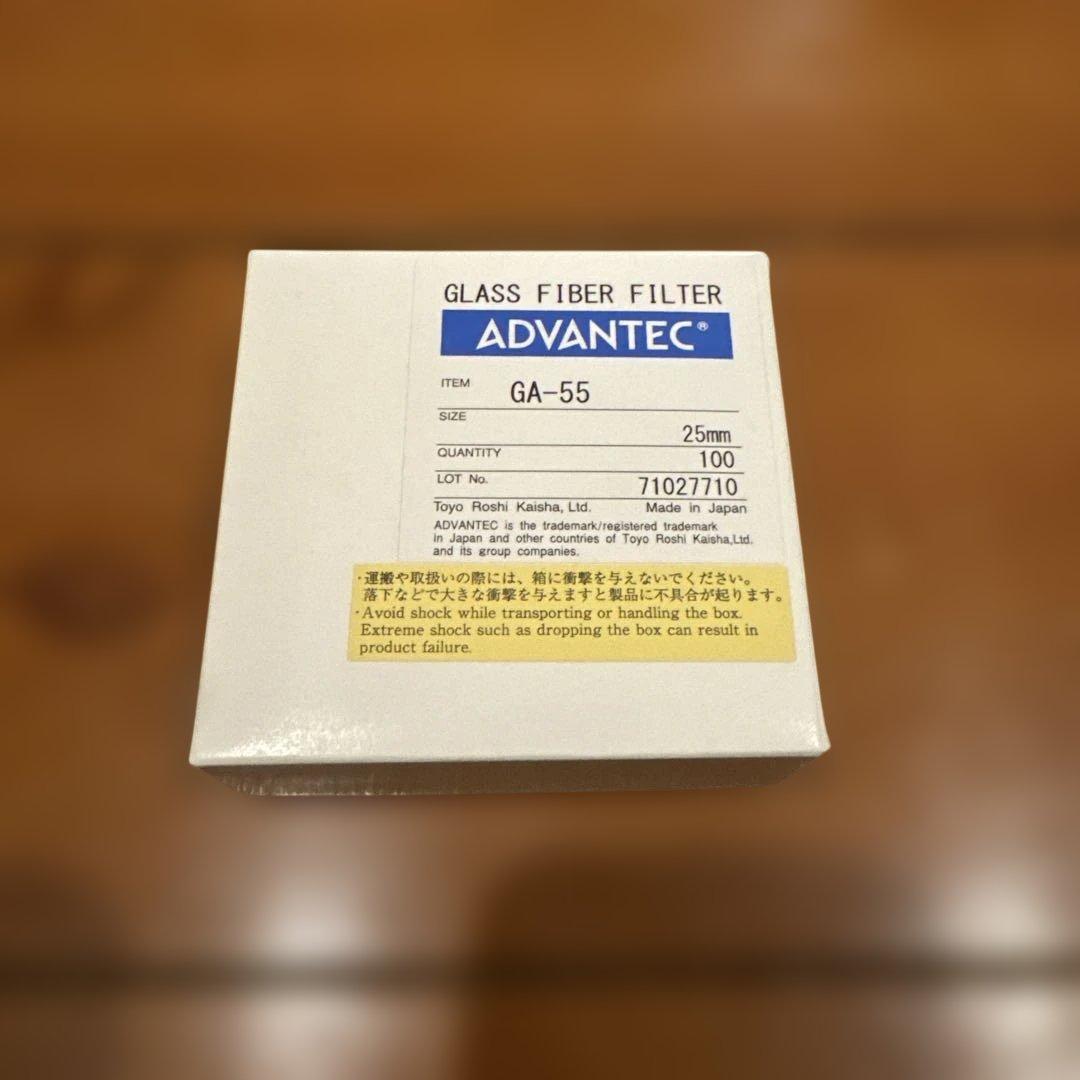 GLASS FIBER FILTER
ADVANTEC®
ITEM GA-55
SIZE 25mm
QUANTITY 100
LOT No. 71027710
Toyo Roshi Kaisha, Ltd. Made in Japan
ADVANTEC is the trademark/registered trademark
in Japan and other countries of Toyo Roshi Kaisha,Ltd.
and its group companies.
・運搬や取扱いの際には、箱に衝撃を与えないでください。
落下などで大きな衝撃を与えますと製品に不具合が起ります。
・Avoid shock while transporting or handling the box.
Extreme shock such as dropping the box can result in
product failure.